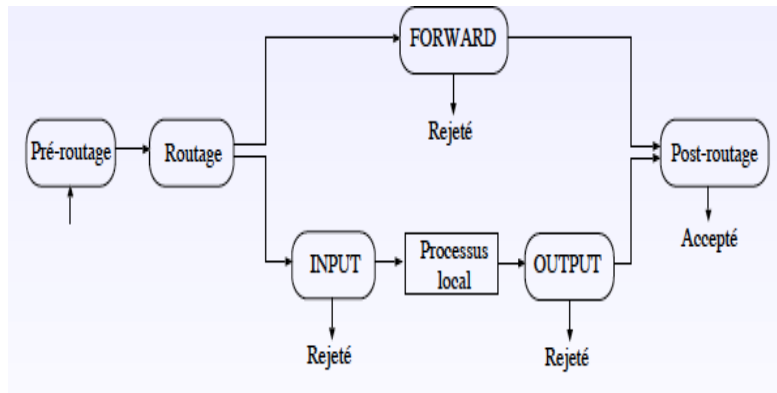 FORWARD
Rejeté
Pré-routage
Routage
Post-routage
Accepté
INPUT
Processus
local
OUTPUT
Rejeté
Rejeté